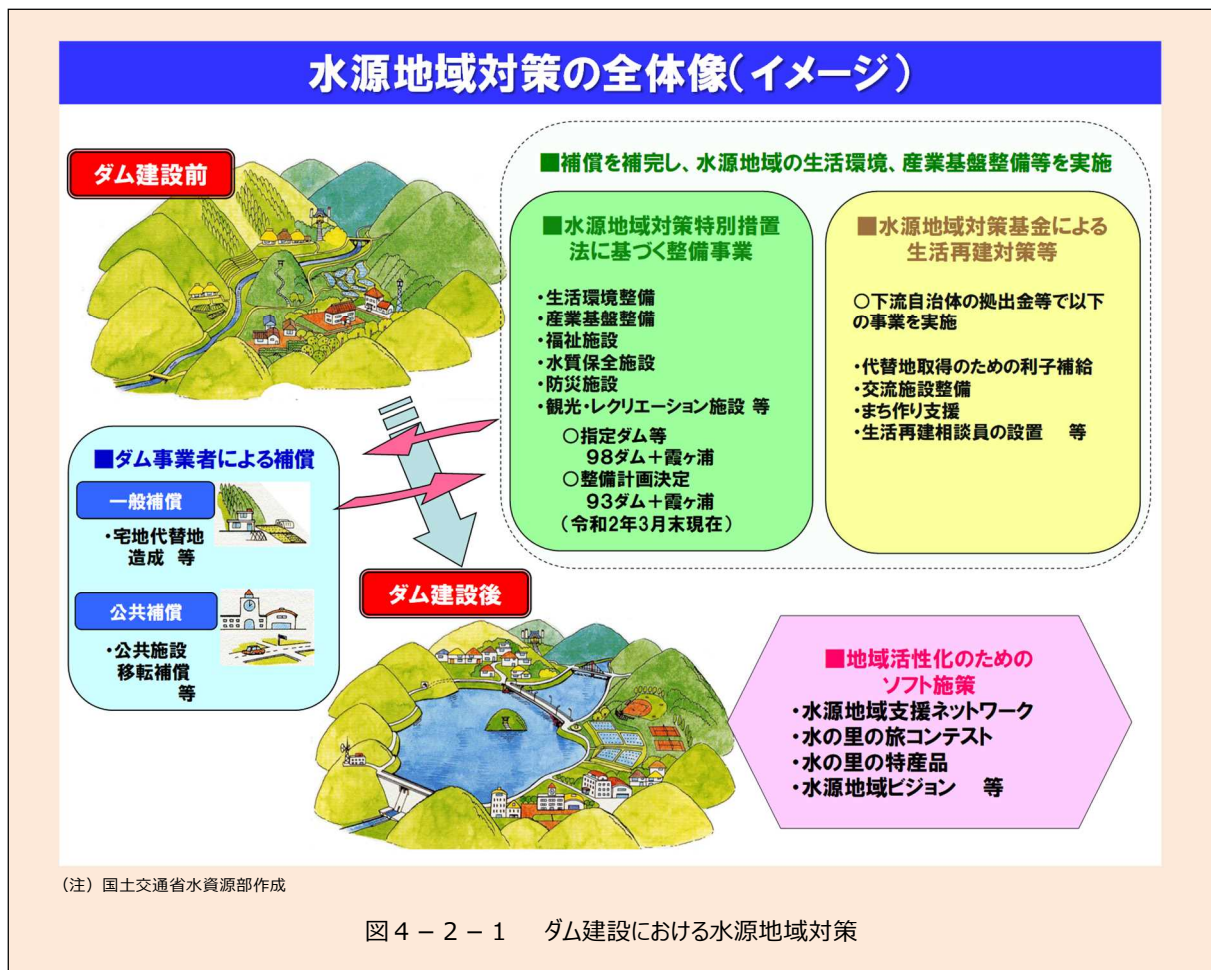 水源地域対策の全体像(イメージ)
ダム建設前
■補償を補完し、水源地域の生活環境、産業基盤整備等を実施
■水源地域対策特別措置
法に基づく整備事業
・生活環境整備
・産業基盤整備
・福祉施設
・水質保全施設
・防災施設
・観光・レクリエーション施設 等
○指定ダム等
98ダム+霞ヶ浦
○整備計画決定
93ダム+霞ヶ浦
(令和2年3月末現在)
■水源地域対策基金による
生活再建対策等
○下流自治体の拠出金等で以下
の事業を実施
・代替地取得のための利子補給
・交流施設整備
・まち作り支援
・生活再建相談員の設置 等
■ダム事業者による補償
一般補償
・宅地代替地
造成 等
公共補償
・公共施設
移転補償
等
ダム建設後
■地域活性化のための
ソフト施策
・水源地域支援ネットワーク
・水の里の旅コンテスト
・水の里の特産品
・水源地域ビジョン 等
(注)国土交通省水資源部作成
図4-2-1 ダム建設における水源地域対策